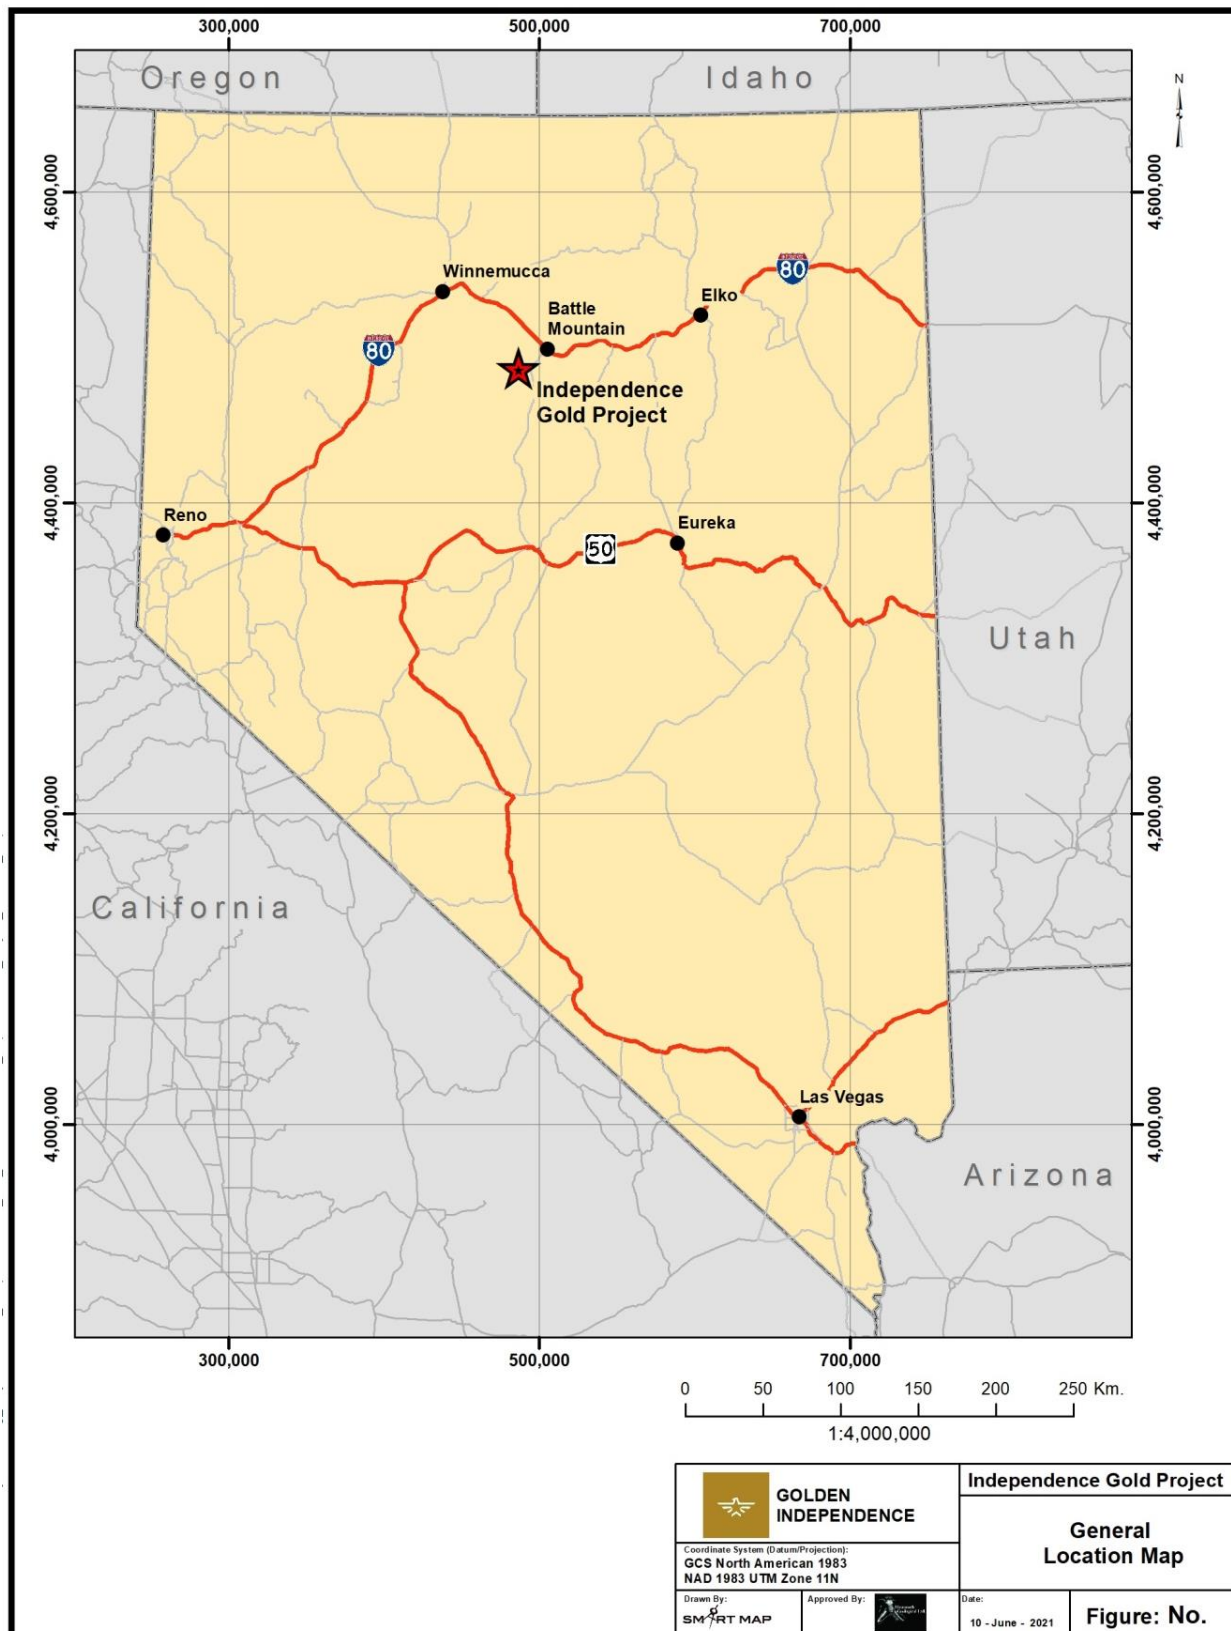 300,000
500,000
700,000
Oregon
Idaho
N
4,600,000
4,600,000
Winnemucca
80
Elko
Battle
Mountain
80
Independence
Gold Project
4,400,000
4,400,000
Reno
Eureka
50
Utah
4,200,000
4,200,000
California
Las Vegas
4,000,000
4,000,000
Arizona
300,000
500,000
700,000
0 50 100 150 200 250 Km.
1:4,000,000
GOLDEN
INDEPENDENCE
Independence Gold Project
General
Location Map
Coordinate System (Datum/Projection):
GCS North American 1983
NAD 1983 UTM Zone 11N
Drawn By:
SMART MAP
Approved By:
Date:
10 - June - 2021
Figure: No.